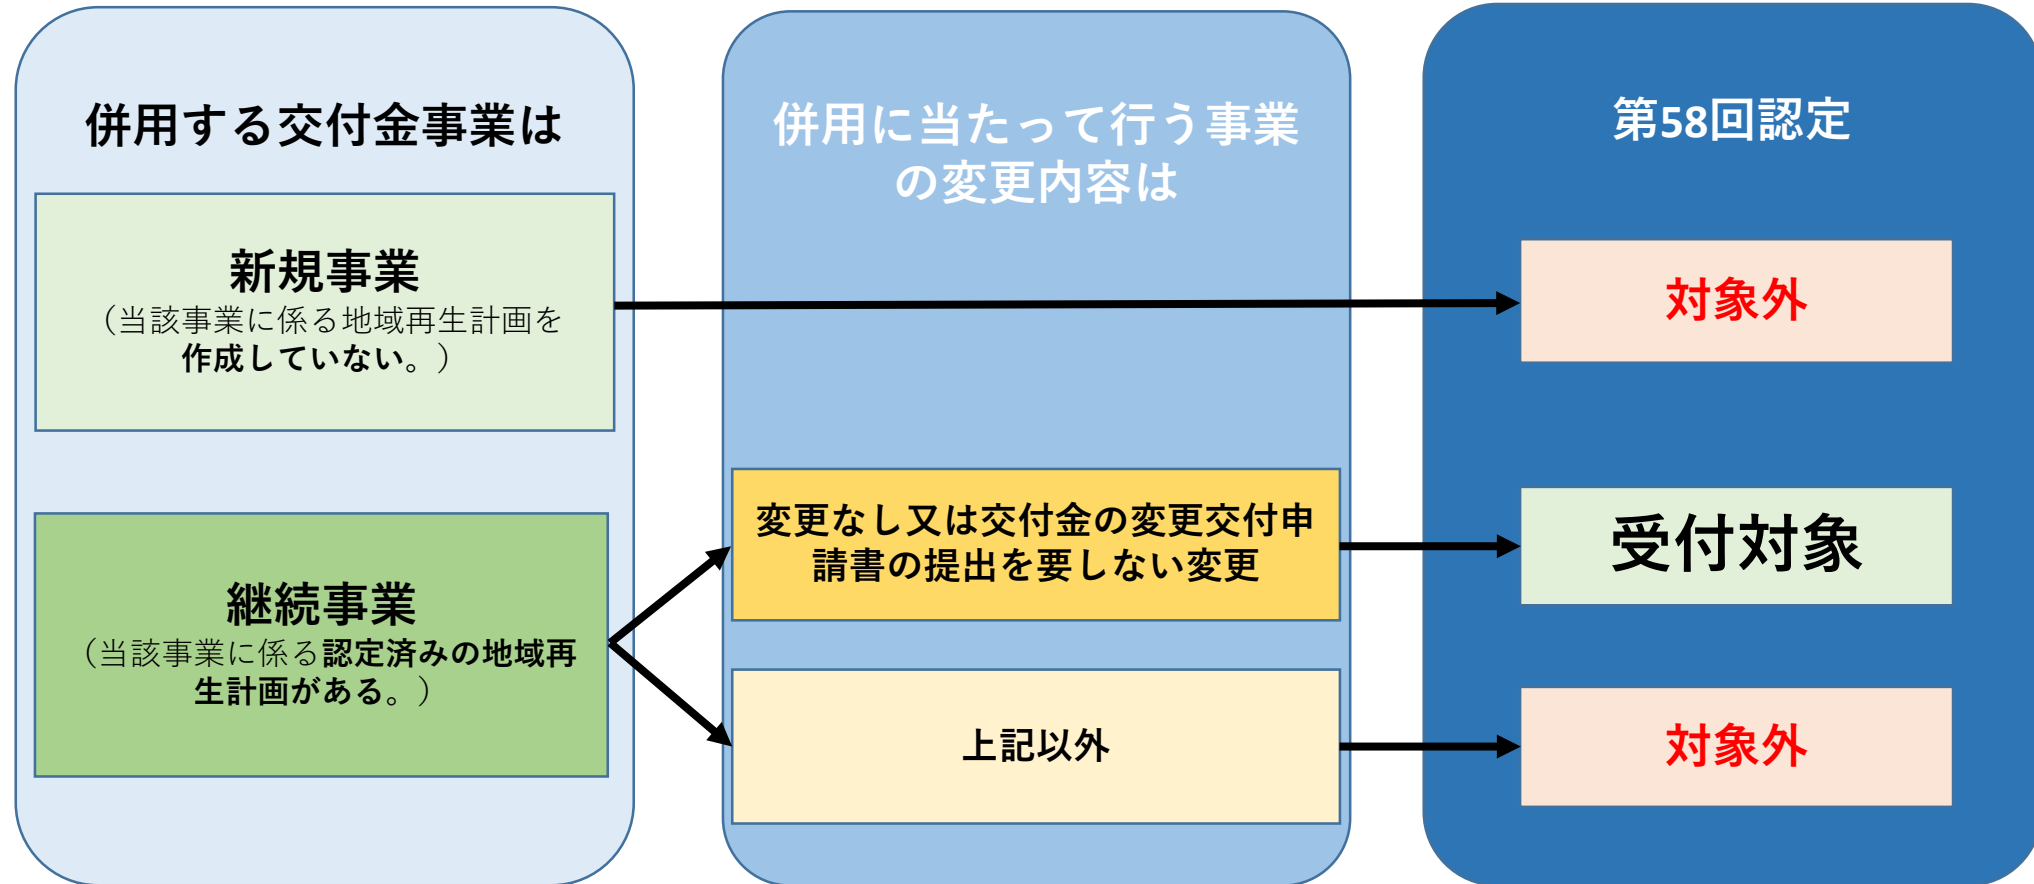 併用する交付金事業は
新規事業
（当該事業に係る地域再生計画を
作成していない。）
継続事業
（当該事業に係る認定済みの地域再
生計画がある。）
併用に当たって行う事業
の変更内容は
変更なし又は交付金の変更交付申
請書の提出を要しない変更
上記以外
第58回認定
対象外
受付対象
対象外